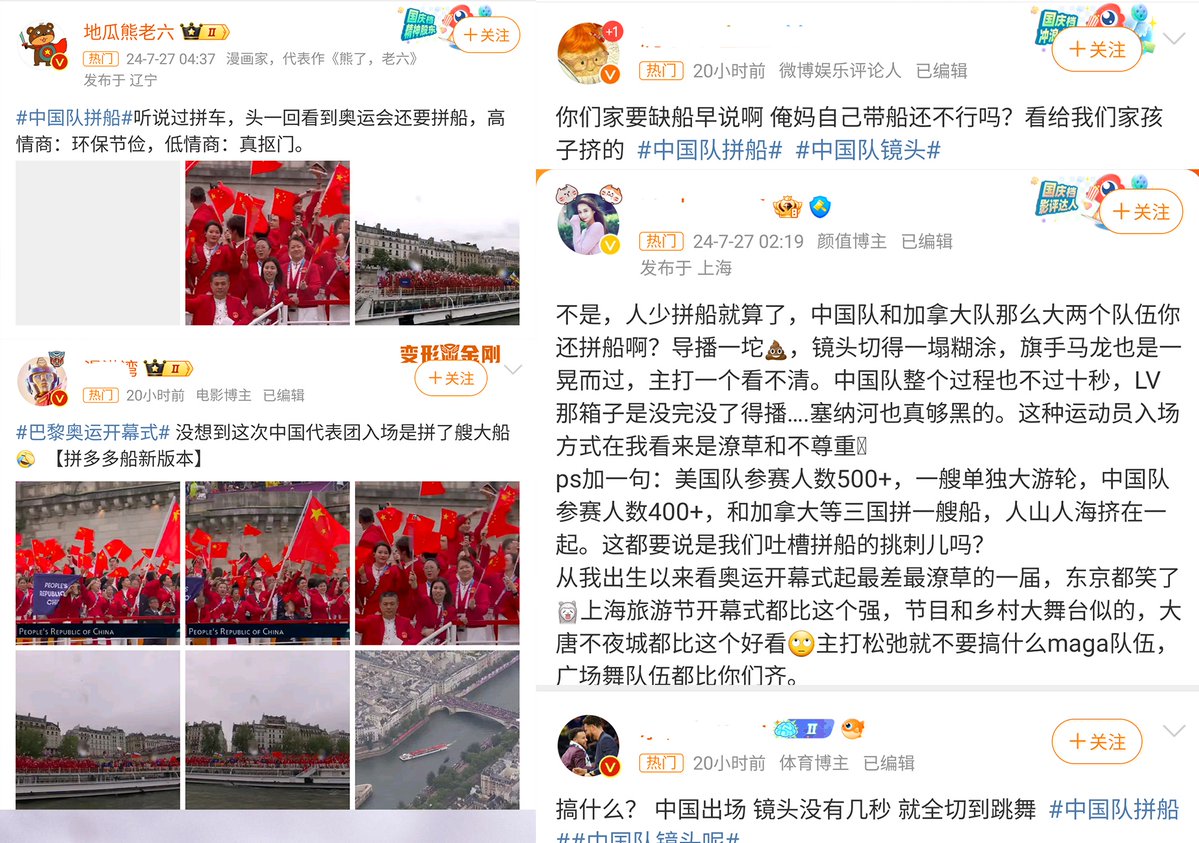 地瓜熊老六
II
国庆档
精神股东
+关注
热门 24-7-27 04:37 漫画家，代表作《熊了，老六》
发布于 辽宁
#中国队拼船#听说过拼车，头一回看到奥运会还要拼船，高
情商：环保节俭，低情商：真抠门。
II
变形金刚
+关注
热门 20小时前 电影博主 已编辑
#巴黎奥运开幕式# 没想到这次中国代表团入场是拼了艘大船
🤣 【拼多多船新版本】
PEOPLE'S
REPUBLIC
PEOPLE'S REPUBLIC OF CHINA
PEOPLE'S REPUBLIC OF CHINA
+1
国庆档
+关注
热门 20小时前 微博娱乐评论人 已编辑
你们家要缺船早说啊 俺妈自己带船还不行吗？看给我们家孩
子挤的 #中国队拼船# #中国队镜头#
国庆档
影评达人
+关注
热门 24-7-27 02:19 颜值博主 已编辑
发布于 上海
不是，人少拼船就算了，中国队和加拿大队那么大两个队伍你
还拼船啊？导播一坨💩，镜头切得一塌糊涂，旗手马龙也是一
晃而过，主打一个看不清。中国队整个过程也不过十秒，LV
那箱子是没完没了得播....塞纳河也真够黑的。这种运动员入场
方式在我看来是潦草和不尊重
ps加一句：美国队参赛人数500+，一艘单独大游轮，中国队
参赛人数400+，和加拿大等三国拼一艘船，人山人海挤在一
起。这都要说是我们吐槽拼船的挑刺儿吗？
从我出生以来看奥运开幕式起最差最潦草的一届，东京都笑了
上海旅游节开幕式都比这个强，节目和乡村大舞台似的，大
唐不夜城都比这个好看🙄主打松弛就不要搞什么maga队伍，
广场舞队伍都比你们齐。
II
+关注
热门 20小时前 体育博主 已编辑
搞什么？ 中国出场 镜头没有几秒 就全切到跳舞 #中国队拼船
##中国队镜头呢#